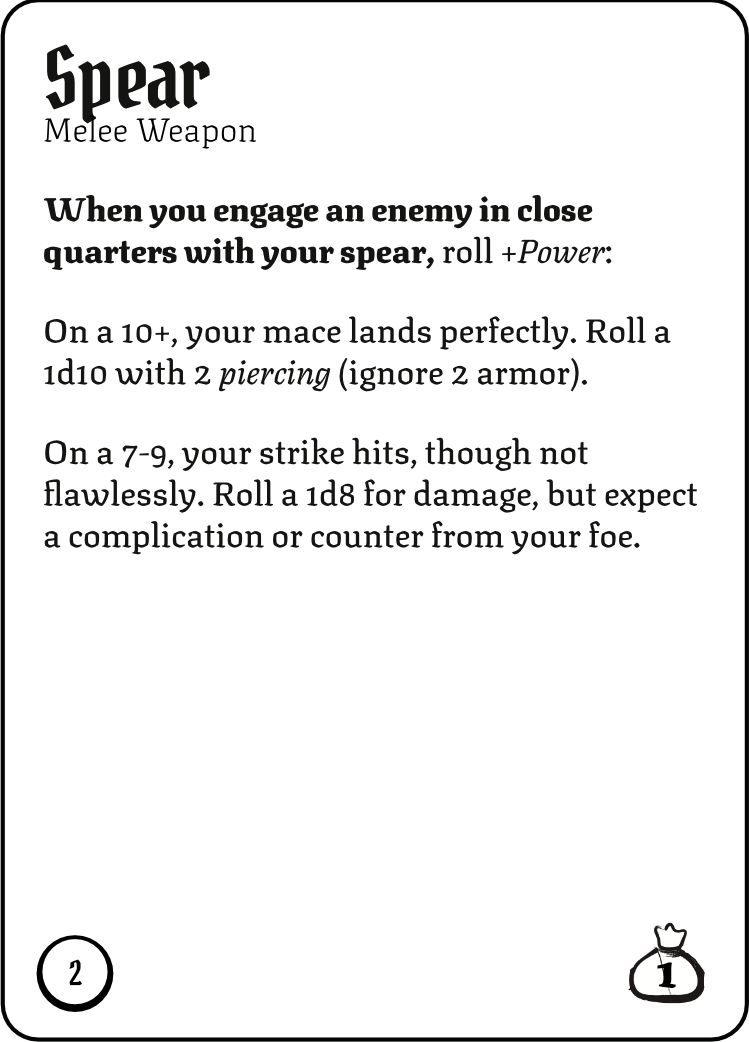 Spear
Melee Weapon
When you engage an enemy in close
quarters with your spear, roll +Power:
On a 10+, your mace lands perfectly. Roll a
1d10 with 2 piercing (ignore 2 armor).
On a 7-9, your strike hits, though not
flawlessly. Roll a 1d8 for damage, but expect
a complication or counter from your foe.
2
1